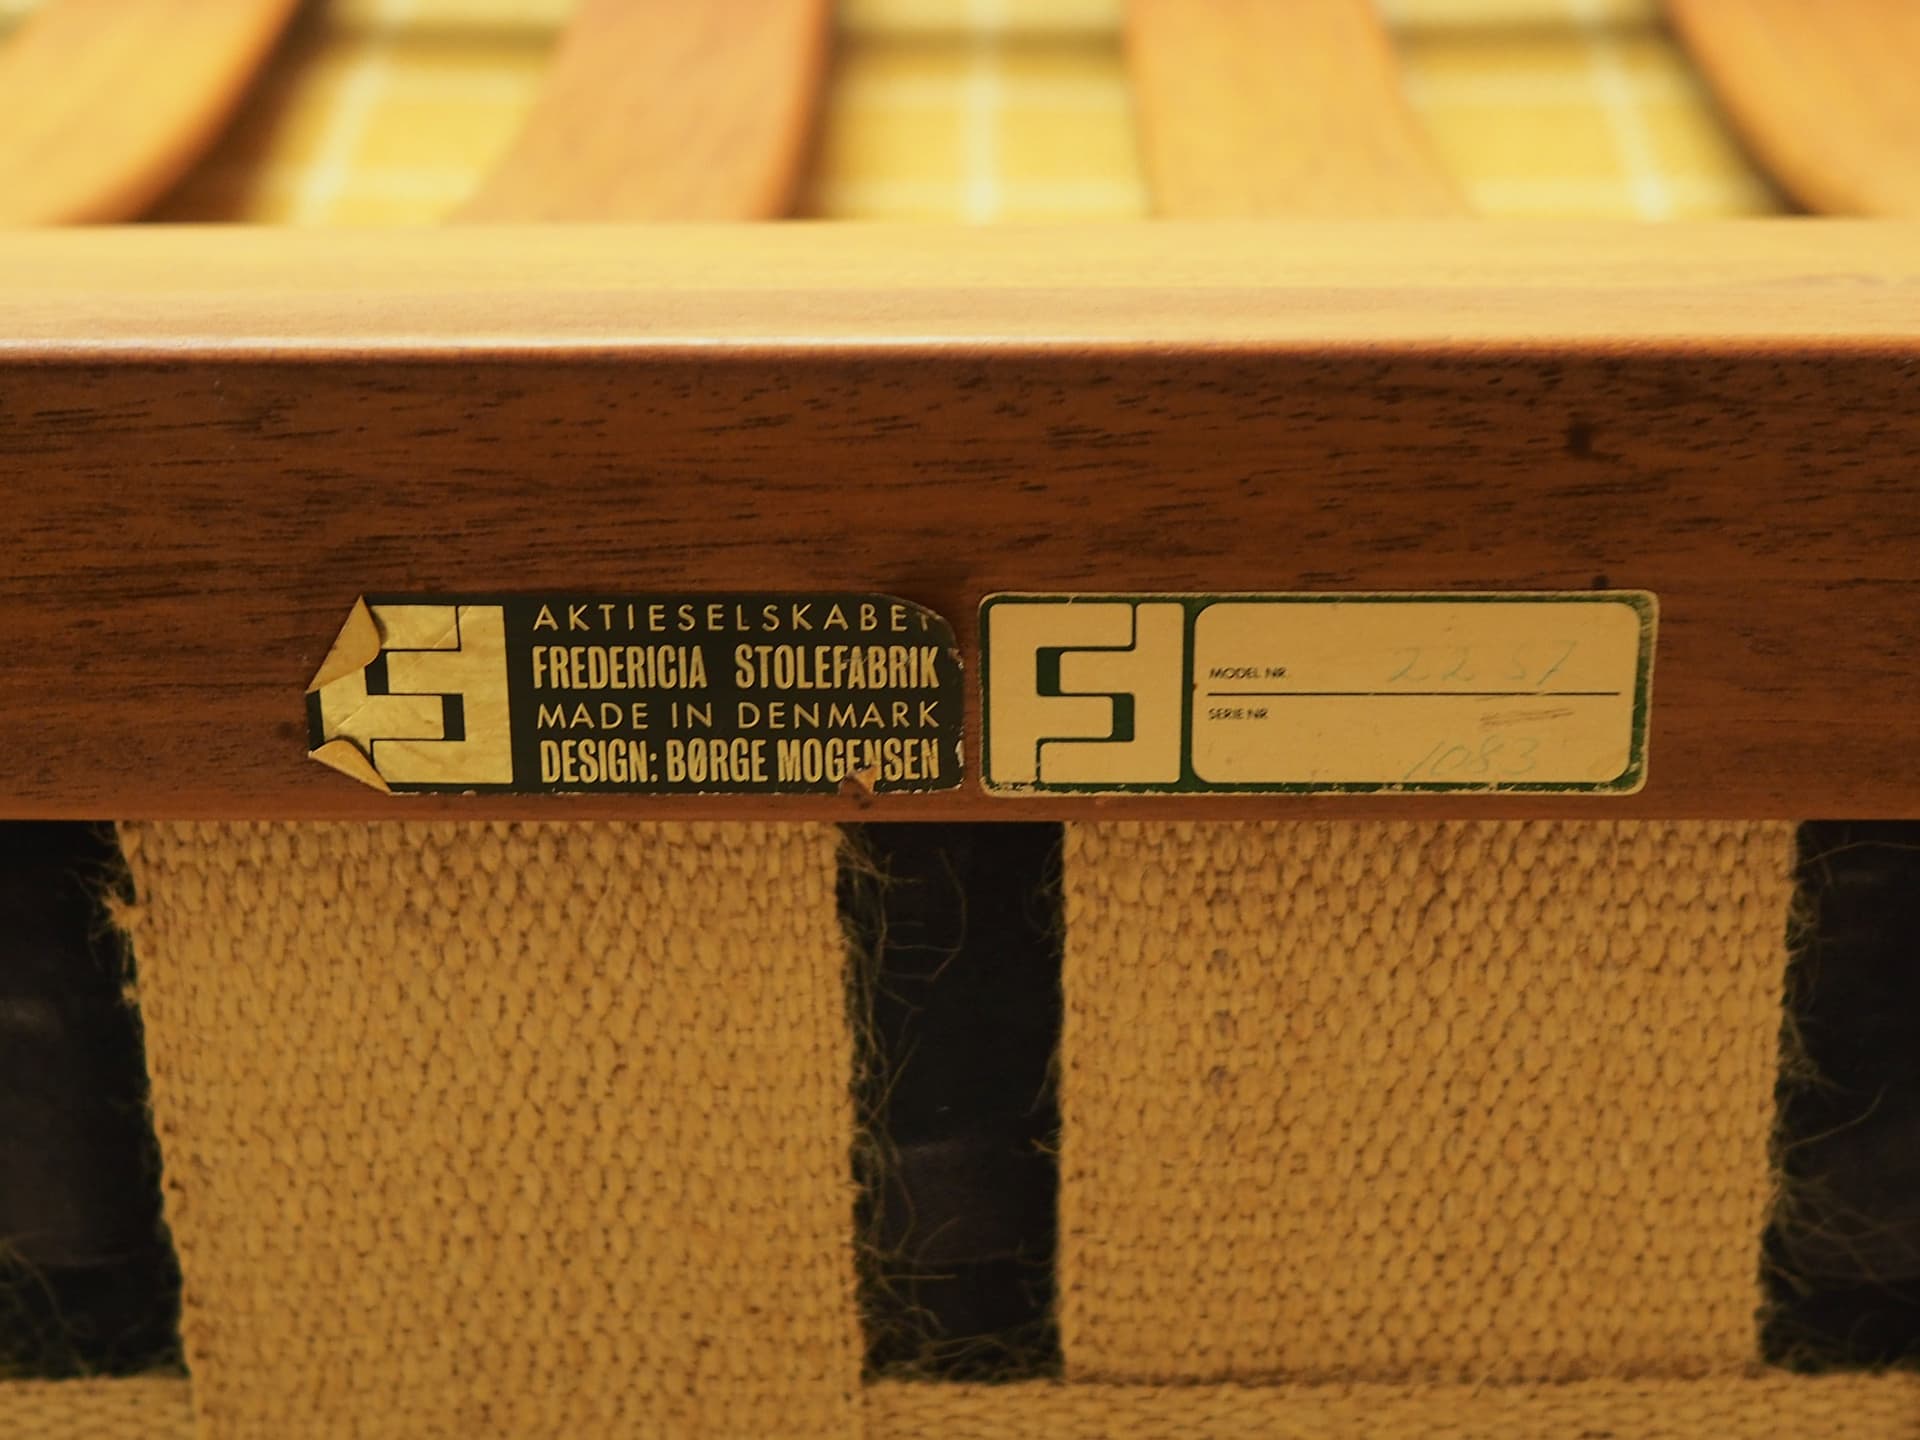 AKTIESELSKABET
FREDERICIA STOLEFABRIK
MADE IN DENMARK
DESIGN: BØRGE MOGENSEN
MODEL NR. 2257
SERIE NR
1083